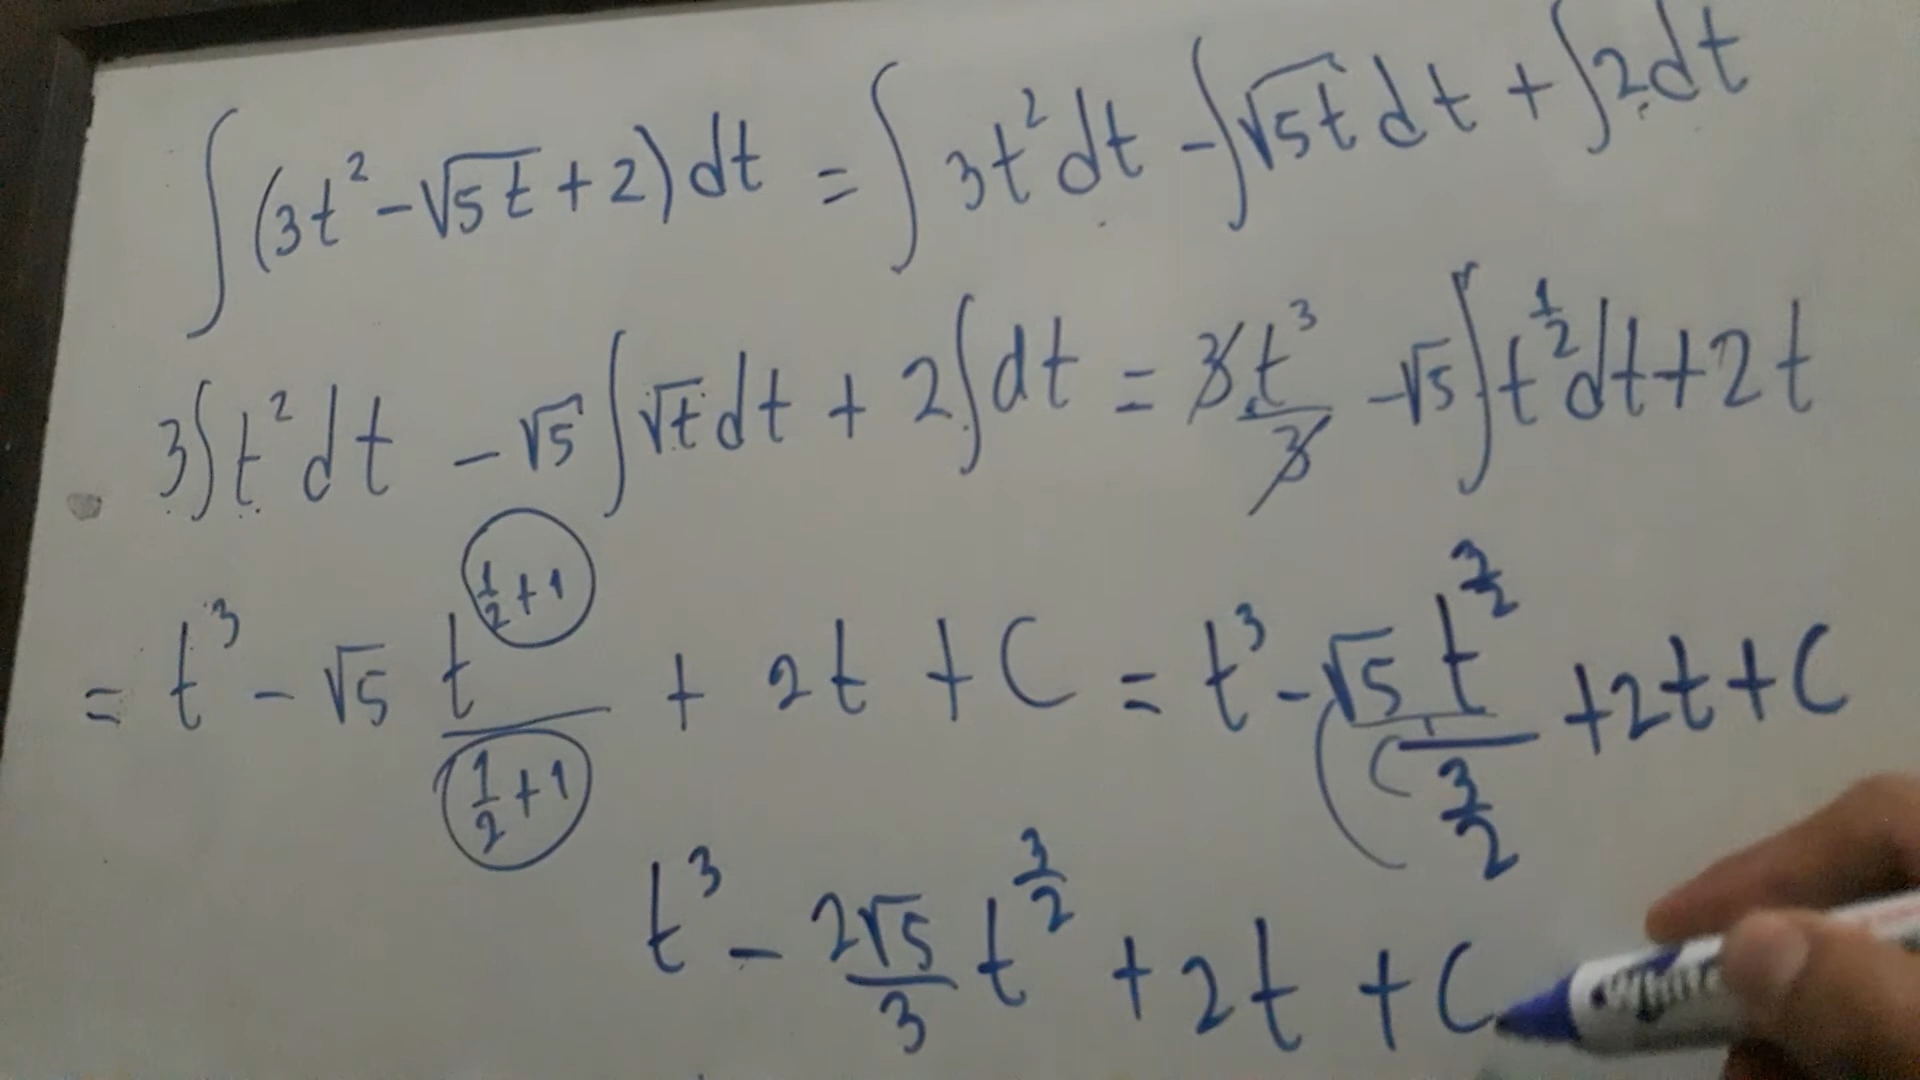 ∫(3t² - √5t + 2)dt = ∫3t²dt - ∫√5t dt + ∫2dt
3∫t²dt - √5∫√t dt + 2∫dt = 3t³/3 - √5∫t^(1/2)dt + 2t
= t³ - √5 t^(1/2+1)/(1/2+1) + 2t + C = t³ - √5 t^(3/2)/(3/2) + 2t + C
t³ - 2√5/3 t^(3/2) + 2t + C